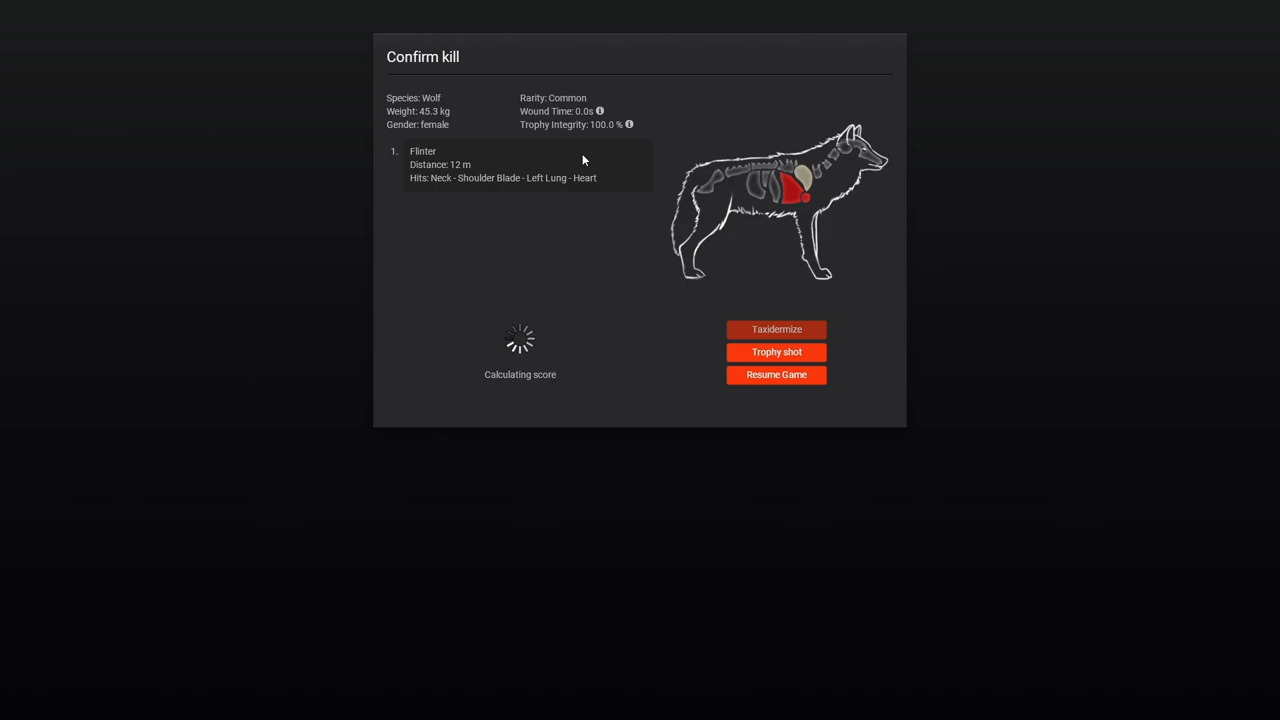 Confirm kill
Species: Wolf
Weight: 45.3 kg
Gender: female
Rarity: Common
Wound Time: 0.0s
Trophy Integrity: 100.0 %
1. Flinter
Distance: 12 m
Hits: Neck - Shoulder Blade - Left Lung - Heart
Calculating score
Taxidermize
Trophy shot
Resume Game